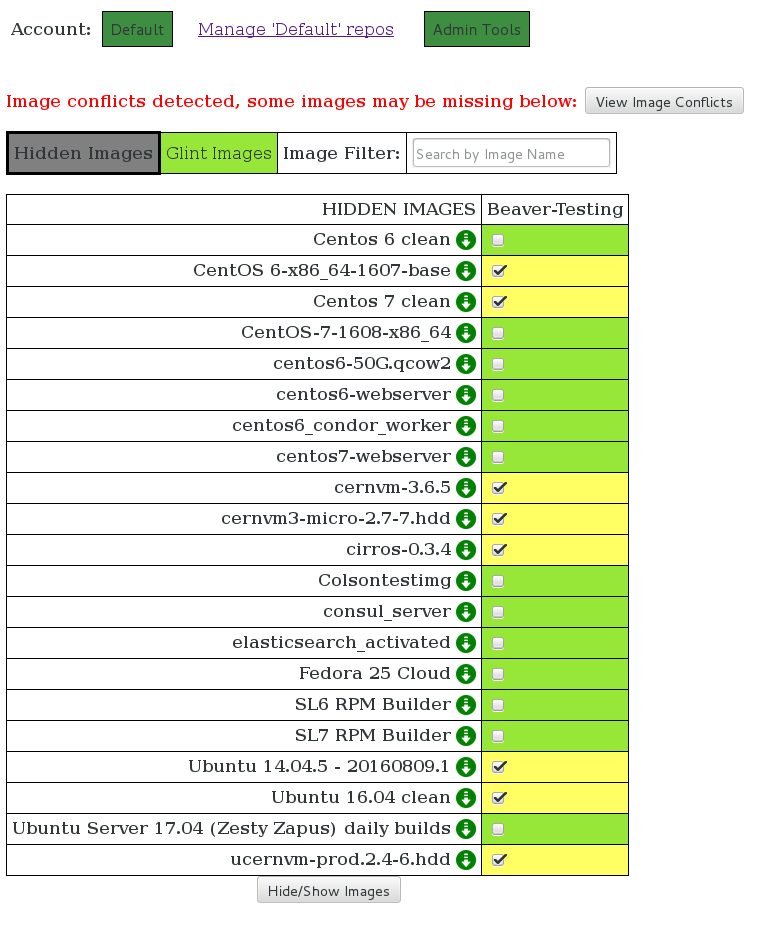 Account: Default Manage 'Default' repos Admin Tools
Image conflicts detected, some images may be missing below: View Image Conflicts
Hidden Images Glint Images Image Filter: Search by Image Name
HIDDEN IMAGES Beaver-Testing
Centos 6 clean
CentOS 6-x86_64-1607-base
Centos 7 clean
CentOS-7-1608-x86_64
centos6-50G.qcow2
centos6-webserver
centos6_condor_worker
centos7-webserver
cernvm-3.6.5
cernvm3-micro-2.7-7.hdd
cirros-0.3.4
Colsontestimg
consul_server
elasticsearch_activated
Fedora 25 Cloud
SL6 RPM Builder
SL7 RPM Builder
Ubuntu 14.04.5 - 20160809.1
Ubuntu 16.04 clean
Ubuntu Server 17.04 (Zesty Zapus) daily builds
ucernvm-prod.2.4-6.hdd
Hide/Show Images